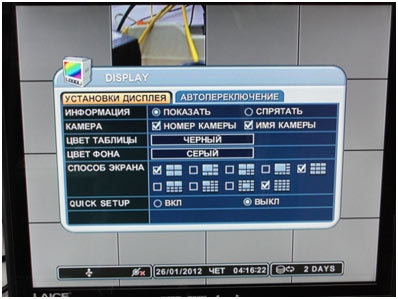 DISPLAY
УСТАНОВКИ ДИСПЛЕЯ АВТОПЕРЕКЛЮЧЕНИЕ
ИНФОРМАЦИЯ ПОКАЗАТЬ СПРЯТАТЬ
КАМЕРА НОМЕР КАМЕРЫ ИМЯ КАМЕРЫ
ЦВЕТ ТАБЛИЦЫ ЧЕРНЫЙ
ЦВЕТ ФОНА СЕРЫЙ
СПОСОБ ЭКРАНА
QUICK SETUP ВКЛ ВЫКЛ
26/01/2012 ЧЕТ 04:16:22 2 DAYS